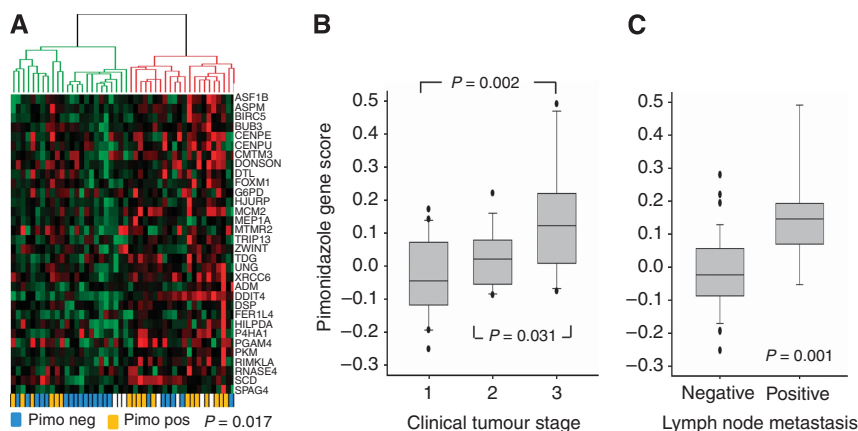 A
ASF1B
ASPM
BIRC5
BUB3
CENPE
CENPU
CMTM3
DONSON
DTL
FOXM1
G6PD
HJURP
MCM2
MEP1A
MTMR2
TRIP13
ZWINT
TDG
UNG
XRCC6
ADM
DDIT4
DSP
FER1L4
HILPDA
P4HA1
PGAM4
PKM
RIMKLA
RNASE4
SCD
SPAG4
Pimo neg Pimo pos P = 0.017
B
P = 0.002
0.5
0.4
0.3
0.2
0.1
0.0
−0.1
−0.2
−0.3
Pimonidazole gene score
P = 0.031
1 2 3
Clinical tumour stage
C
0.5
0.4
0.3
0.2
0.1
0.0
−0.1
−0.2
−0.3
P = 0.001
Negative Positive
Lymph node metastasis